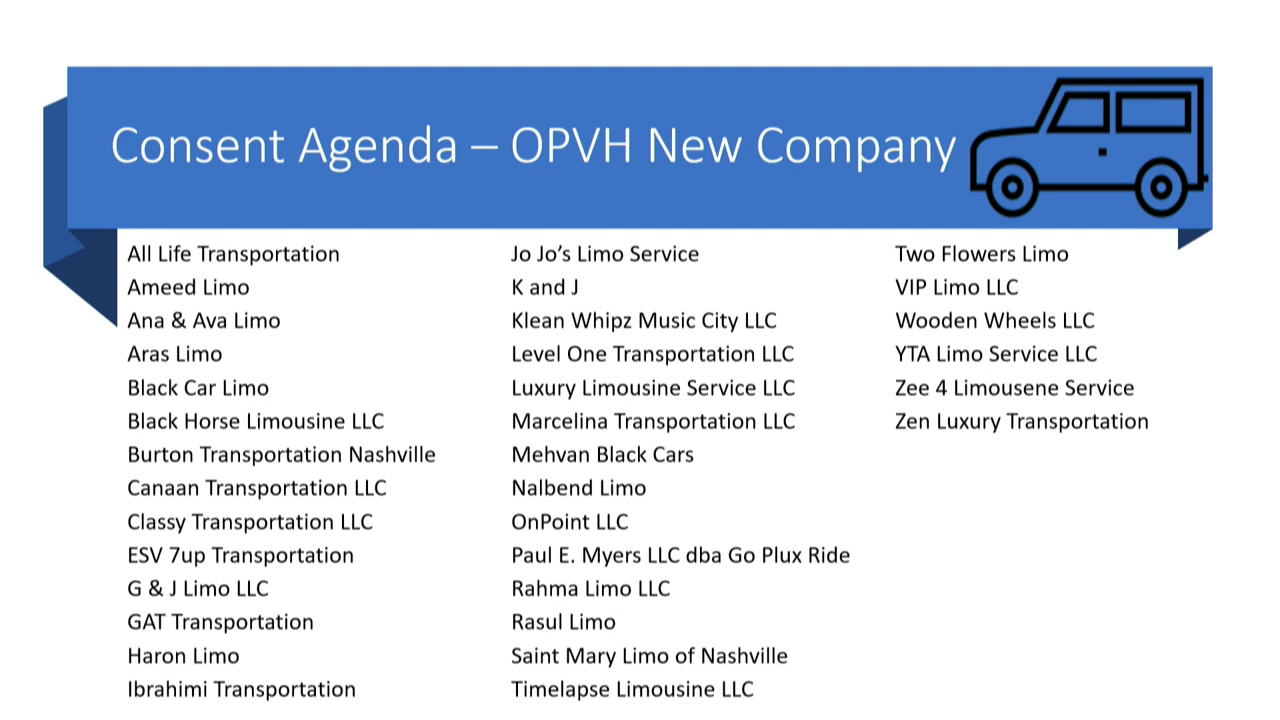 Consent Agenda – OPVH New Company
All Life Transportation
Ameed Limo
Ana & Ava Limo
Aras Limo
Black Car Limo
Black Horse Limousine LLC
Burton Transportation Nashville
Canaan Transportation LLC
Classy Transportation LLC
ESV 7up Transportation
G & J Limo LLC
GAT Transportation
Haron Limo
Ibrahimi Transportation
Jo Jo’s Limo Service
K and J
Klean Whipz Music City LLC
Level One Transportation LLC
Luxury Limousine Service LLC
Marcelina Transportation LLC
Mehvan Black Cars
Nalbend Limo
OnPoint LLC
Paul E. Myers LLC dba Go Plux Ride
Rahma Limo LLC
Rasul Limo
Saint Mary Limo of Nashville
Timelapse Limousine LLC
Two Flowers Limo
VIP Limo LLC
Wooden Wheels LLC
YTA Limo Service LLC
Zee 4 Limousene Service
Zen Luxury Transportation